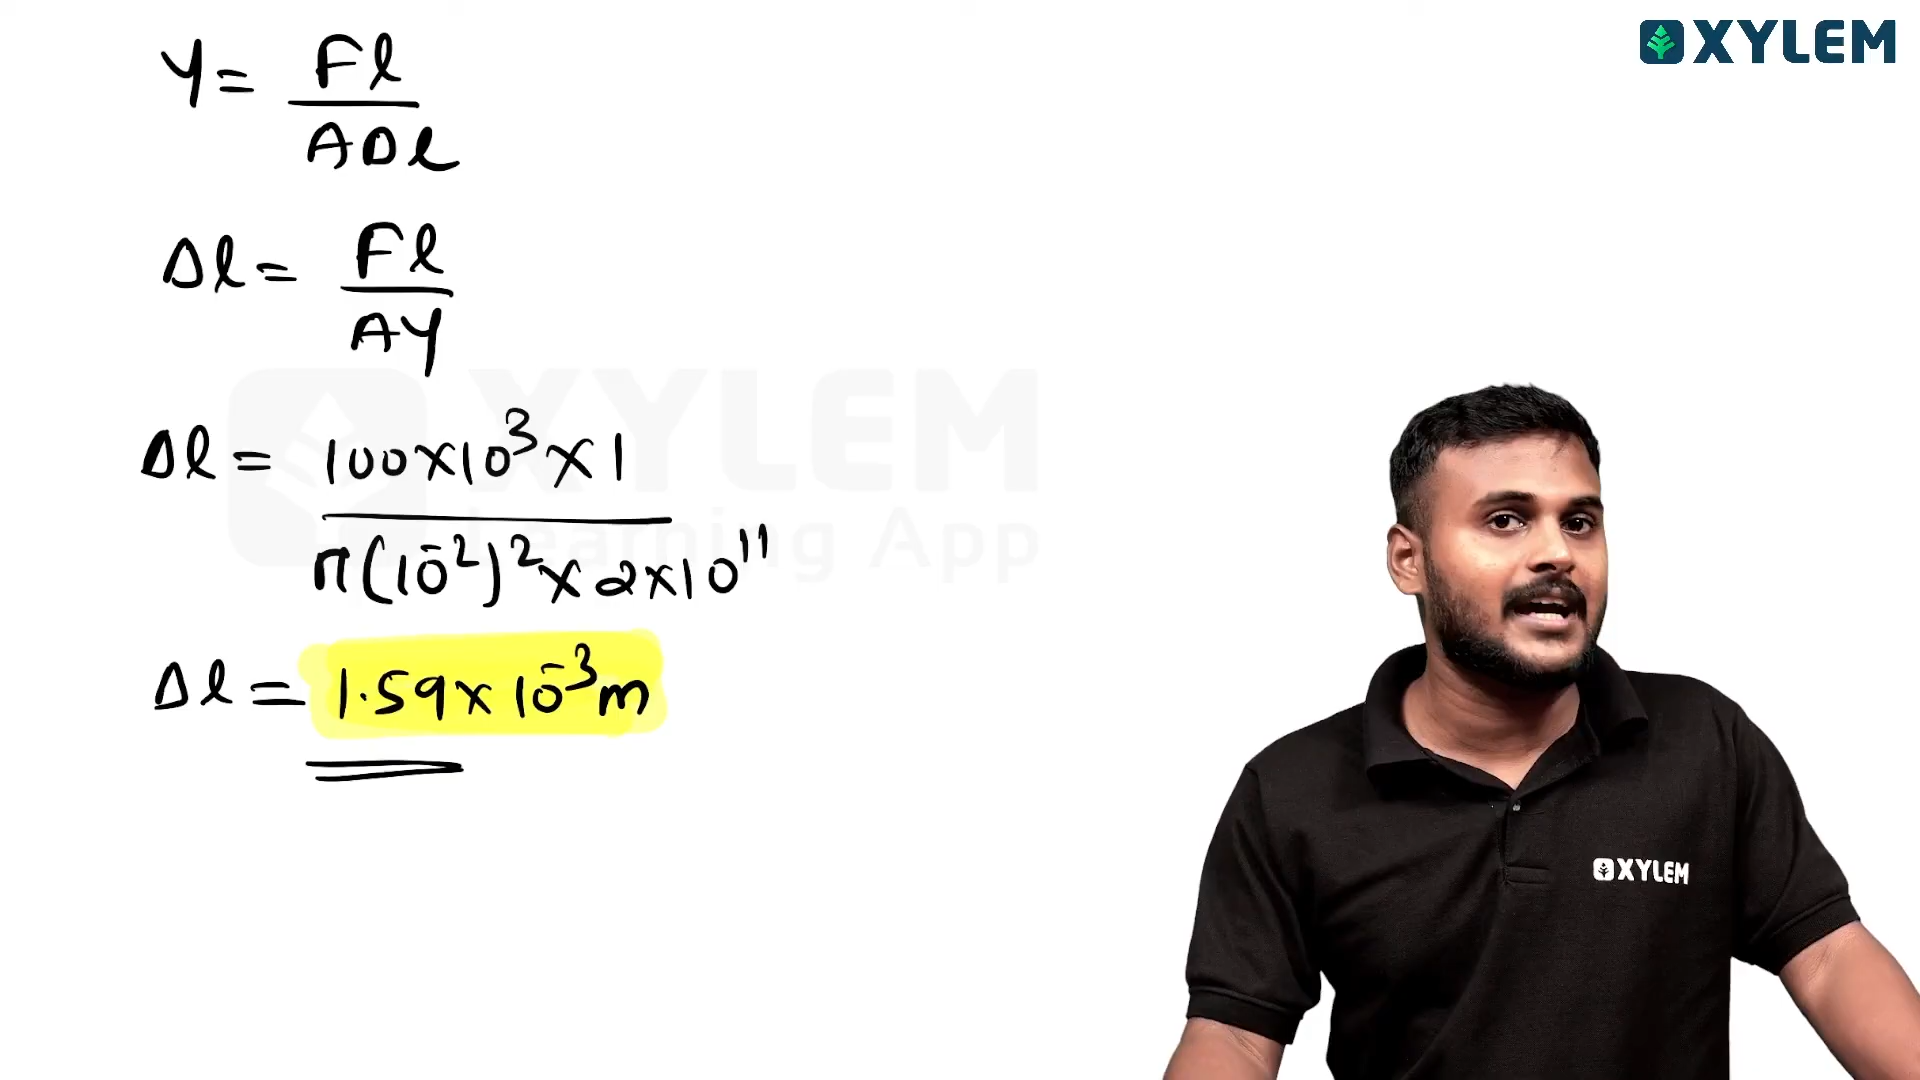 XYLEM
Y = Fl / AΔl
Δl = Fl / AY
Δl = 100×10³×1 / π(10⁻²)²×2×10¹¹
Δl = 1.59×10⁻³m
XYLEM
Learning App
XYLEM